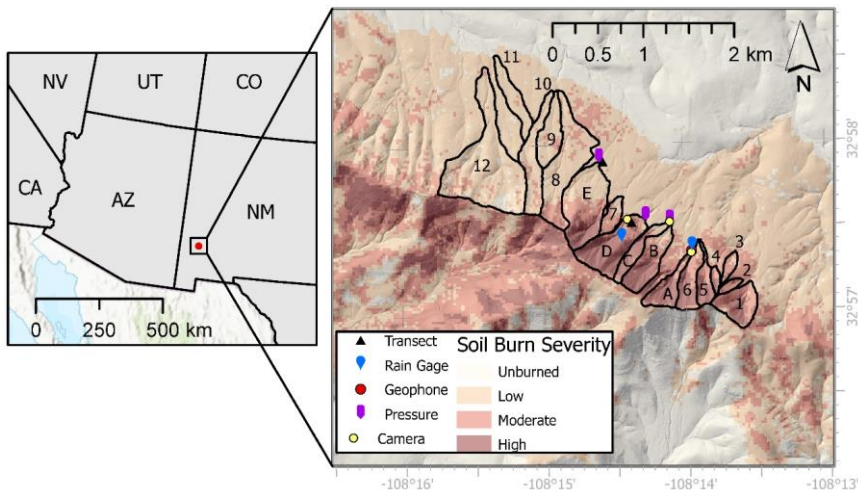 NV
UT
CO
CA
AZ
NM
0 250 500 km
0 0.5 1 2 km
N
11
10
9
12
8
E
7
D
C
B
A
6
5
4
3
2
1
32°58'
32°57'
-108°16'
-108°15'
-108°14'
-108°13'
Transect
Rain Gage
Geophone
Pressure
Camera
Soil Burn Severity
Unburned
Low
Moderate
High